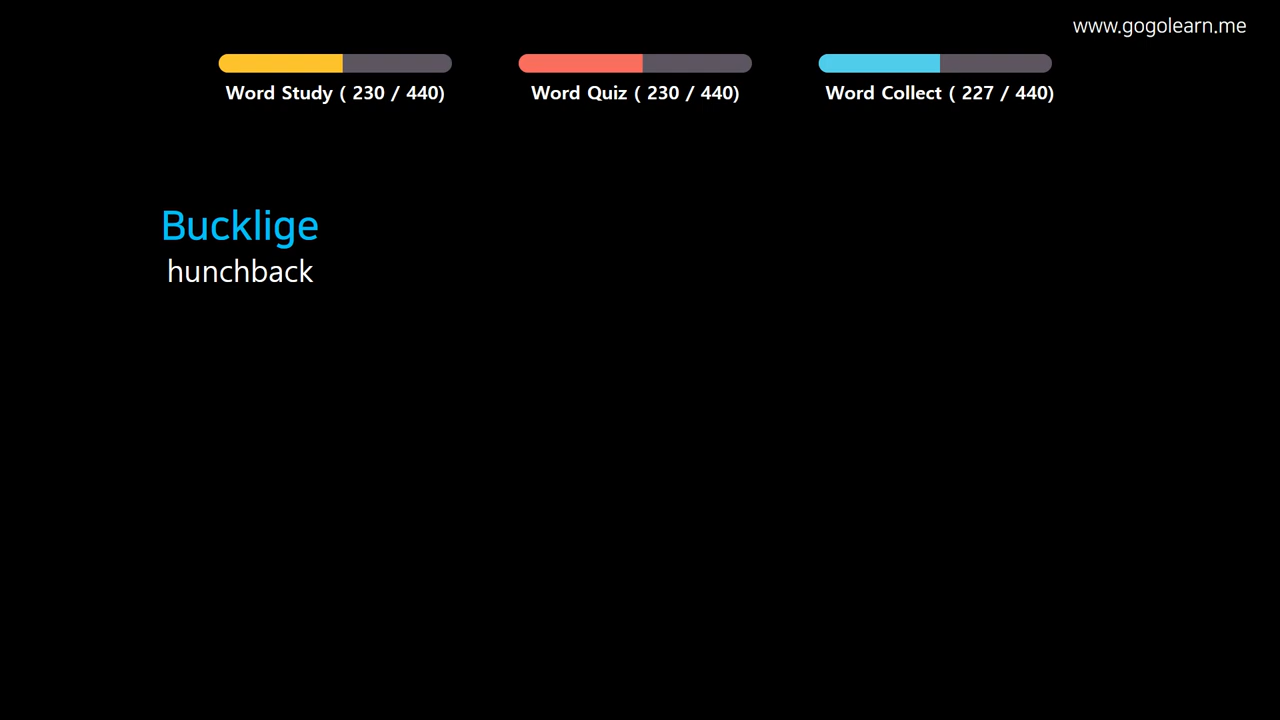 www.gogolearn.me
Word Study ( 230 / 440)
Word Quiz ( 230 / 440)
Word Collect ( 227 / 440)
Bucklige
hunchback